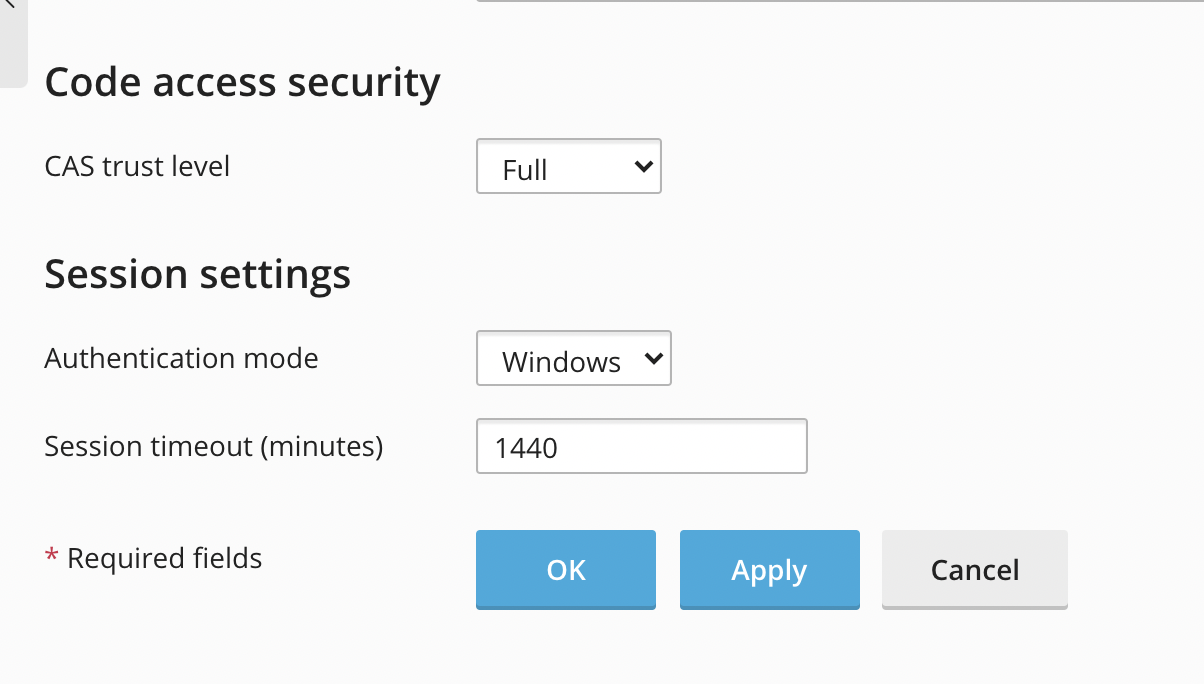 Code access security
CAS trust level
Full
Session settings
Authentication mode
Windows
Session timeout (minutes)
1440
* Required fields
OK
Apply
Cancel